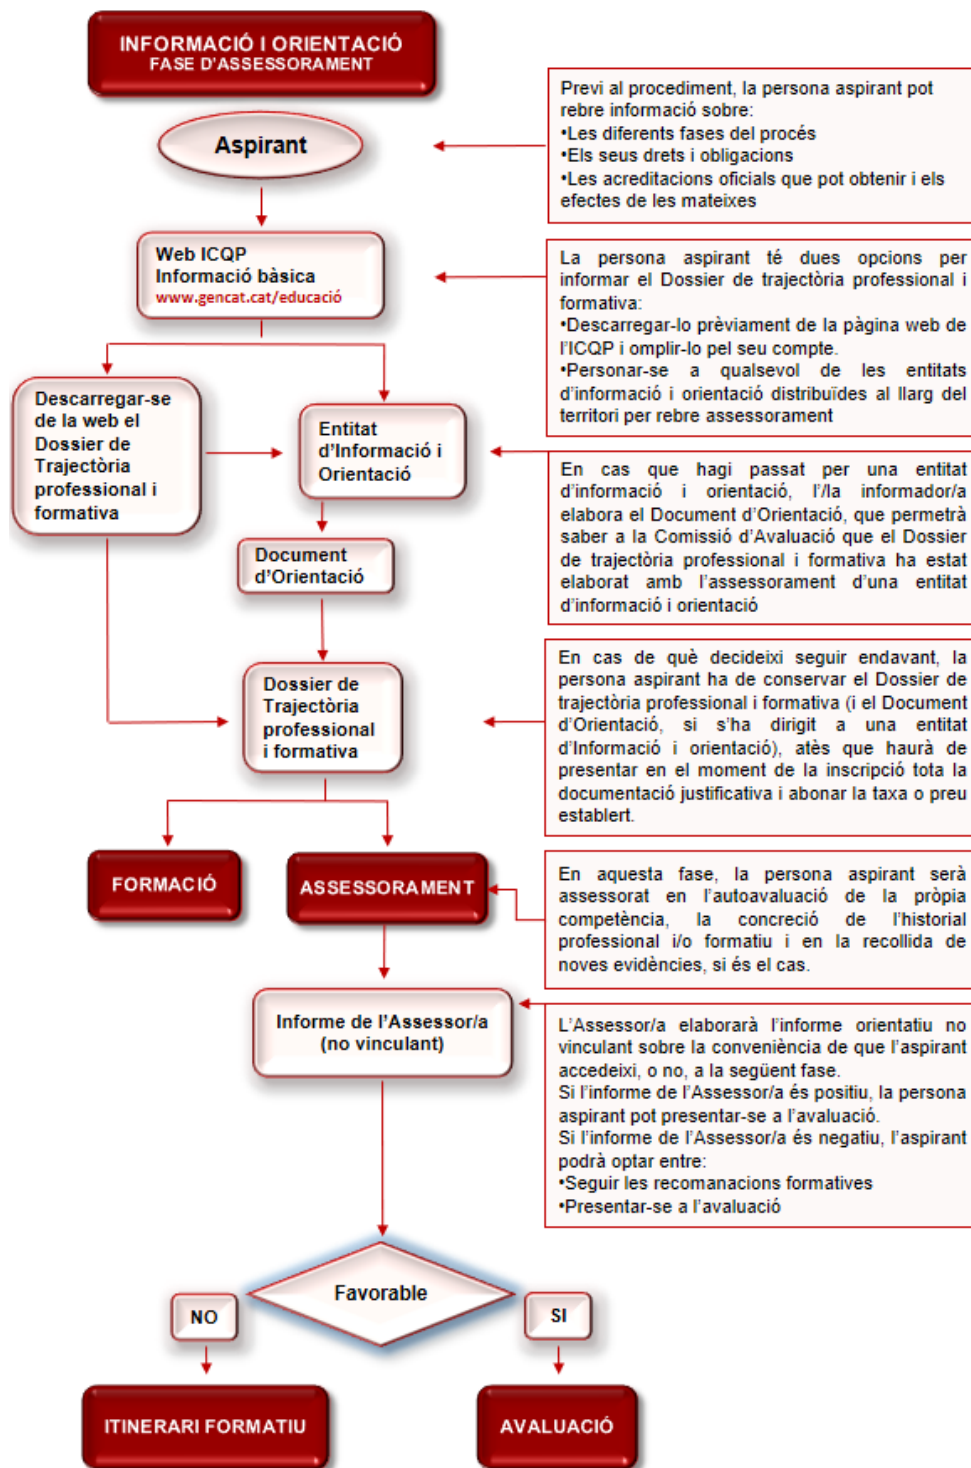 INFORMACIÓ I ORIENTACIÓ
FASE D'ASSESSORAMENT
Aspirant
Previ al procediment, la persona aspirant pot
rebre informació sobre:
•Les diferents fases del procés
•Els seus drets i obligacions
•Les acreditacions oficials que pot obtenir i els
efectes de les mateixes
Web ICQP
Informació bàsica
www.gencat.cat/educació
La persona aspirant té dues opcions per
informar el Dossier de trajectòria professional i
formativa:
•Descarregar-lo prèviament de la pàgina web de
l'ICQP i omplir-lo pel seu compte.
•Personar-se a qualsevol de les entitats
d'informació i orientació distribuïdes al llarg del
territori per rebre assessorament
Descarregar-se
de la web el
Dossier de
Trajectòria
professional i
formativa
Entitat
d'Informació i
Orientació
En cas que hagi passat per una entitat
d'informació i orientació, l'/la informador/a
elabora el Document d'Orientació, que permetrà
saber a la Comissió d'Avaluació que el Dossier
de trajectòria professional i formativa ha estat
elaborat amb l'assessorament d'una entitat
d'informació i orientació
Document
d'Orientació
Dossier de
Trajectòria
professional
i formativa
En cas de què decideixi seguir endavant, la
persona aspirant ha de conservar el Dossier de
trajectòria professional i formativa (i el Document
d'Orientació, si s'ha dirigit a una entitat
d'Informació i orientació), atès que haurà de
presentar en el moment de la inscripció tota la
documentació justificativa i abonar la taxa o preu
establert.
FORMACIÓ
ASSESSORAMENT
En aquesta fase, la persona aspirant serà
assessorat en l'autoavaluació de la pròpia
competència, la concreció de l'historial
professional i/o formatiu i en la recollida de
noves evidències, si és el cas.
Informe de l'Assessor/a
(no vinculant)
L'Assessor/a elaborarà l'informe orientatiu no
vinculant sobre la conveniència de que l'aspirant
accedeixi, o no, a la següent fase.
Si l'informe de l'Assessor/a és positiu, la persona
aspirant pot presentar-se a l'avaluació.
Si l'informe de l'Assessor/a és negatiu, l'aspirant
podrà optar entre:
•Seguir les recomanacions formatives
•Presentar-se a l'avaluació
Favorable
NO
SI
ITINERARI FORMATIU
AVALUACIÓ